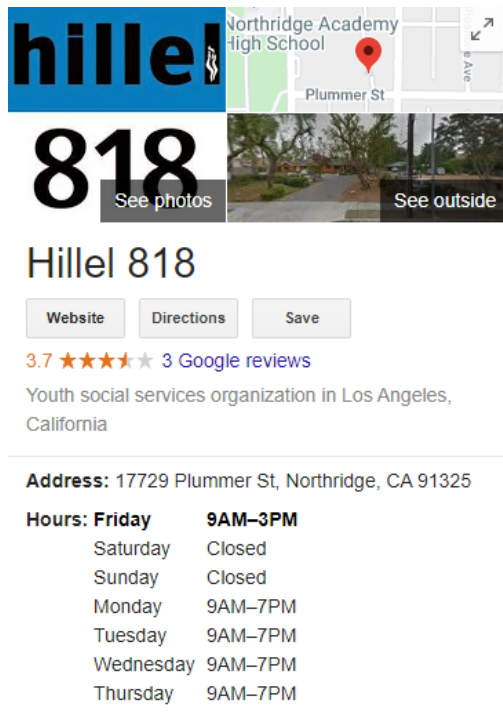 hillel
818
See photos
Northridge Academy
High School
Plummer St
e Ave
See outside
Hillel 818
Website
Directions
Save
3.7 3 Google reviews
Youth social services organization in Los Angeles,
California
Address: 17729 Plummer St, Northridge, CA 91325
Hours: Friday 9AM–3PM
Saturday Closed
Sunday Closed
Monday 9AM–7PM
Tuesday 9AM–7PM
Wednesday 9AM–7PM
Thursday 9AM–7PM